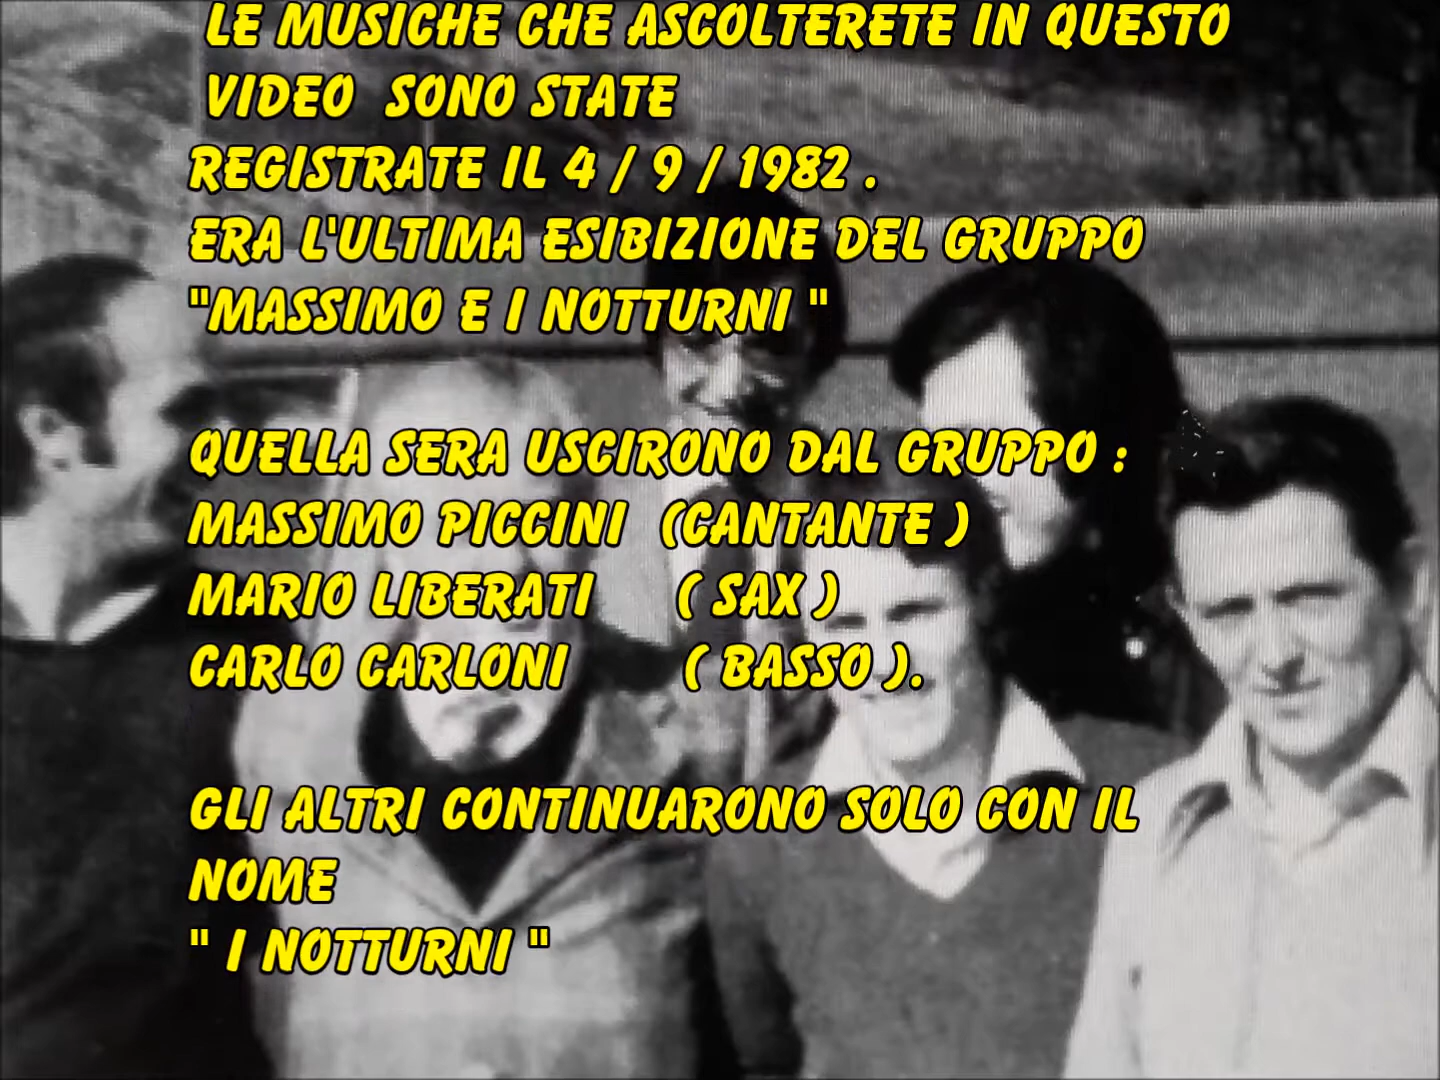 LE MUSICHE CHE ASCOLTERETE IN QUESTO
VIDEO SONO STATE
REGISTRATE IL 4 / 9 / 1982 .
ERA L'ULTIMA ESIBIZIONE DEL GRUPPO
"MASSIMO E I NOTTURNI "
QUELLA SERA USCIRONO DAL GRUPPO :
MASSIMO PICCINI (CANTANTE )
MARIO LIBERATI ( SAX )
CARLO CARLONI ( BASSO ).
GLI ALTRI CONTINUARONO SOLO CON IL
NOME
" I NOTTURNI "